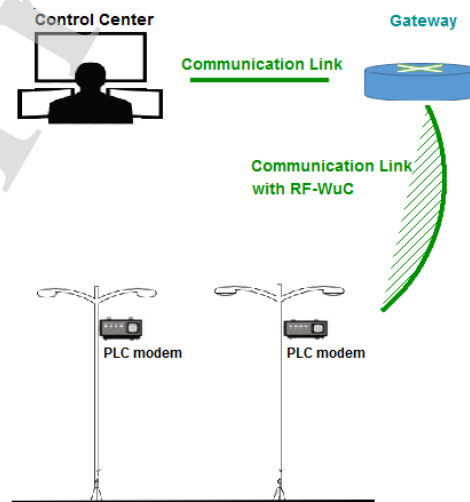 Control Center
Gateway
Communication Link
Communication Link
with RF-WuC
PLC modem
PLC modem